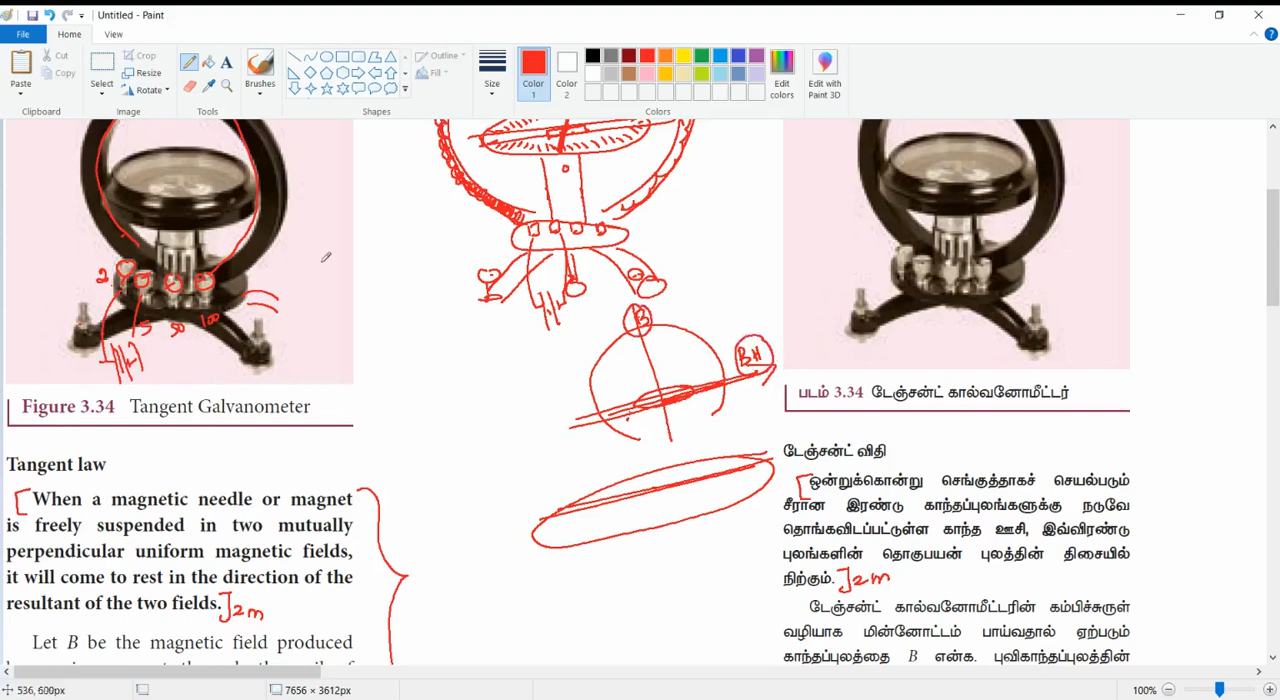 Untitled - Paint
File
Home
View
Paste
Cut
Copy
Clipboard
Select
Crop
Resize
Rotate
Image
Tools
Brushes
Shapes
Outline
Fill
Size
Color 1
Color 2
Colors
Edit colors
Edit with Paint 3D
2
5
50
100
Figure 3.34 Tangent Galvanometer
Tangent law
When a magnetic needle or magnet
is freely suspended in two mutually
perpendicular uniform magnetic fields,
it will come to rest in the direction of the
resultant of the two fields. 2m
Let B be the magnetic field produced
B
BH
படம் 3.34 டேஞ்சன்ட் கால்வனோமீட்டர்
டேஞ்சன்ட் விதி
ஒன்றுக்கொன்று செங்குத்தாகச் செயல்படும்
சீரான இரண்டு காந்தப்புலங்களுக்கு நடுவே
தொங்கவிடப்பட்டுள்ள காந்த ஊசி, இவ்விரண்டு
புலங்களின் தொகுபயன் புலத்தின் திசையில்
நிற்கும். 2m
டேஞ்சன்ட் கால்வனோமீட்டரின் கம்பிச்சுருள்
வழியாக மின்னோட்டம் பாய்வதால் ஏற்படும்
காந்தப்புலத்தை B என்க. புவிகாந்தப்புலத்தின்
536, 600px
7656 × 3612px
100%